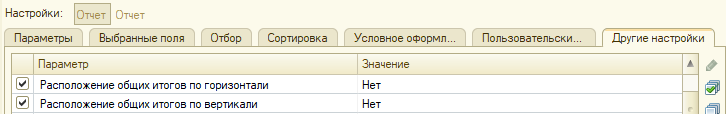 Настройки: Отчет Отчет
Параметры Выбранные поля Отбор Сортировка Условное оформл... Пользовательски... Другие настройки
Параметр Значение
Расположение общих итогов по горизонтали Нет
Расположение общих итогов по вертикали Нет